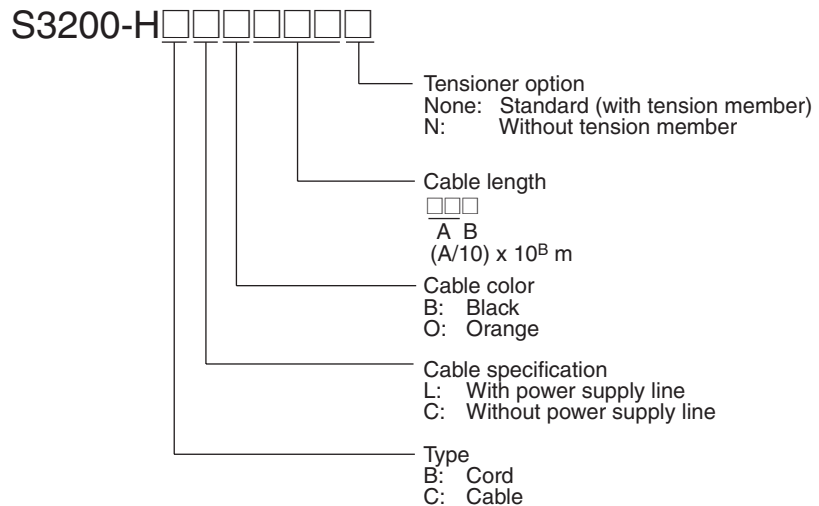 S3200-H□□□□□□□
Tensioner option
None: Standard (with tension member)
N: Without tension member
Cable length
□□□
A B
(A/10) x 10ᴮ m
Cable color
B: Black
O: Orange
Cable specification
L: With power supply line
C: Without power supply line
Type
B: Cord
C: Cable